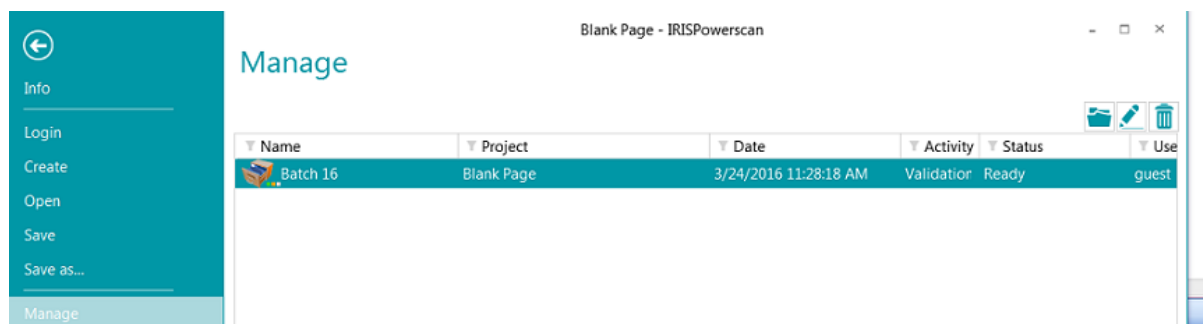 Blank Page - IRISPowerscan
Manage
Info
Login
Create
Open
Save
Save as...
Manage
Name Project Date Activity Status Use
Batch 16 Blank Page 3/24/2016 11:28:18 AM Validation Ready guest